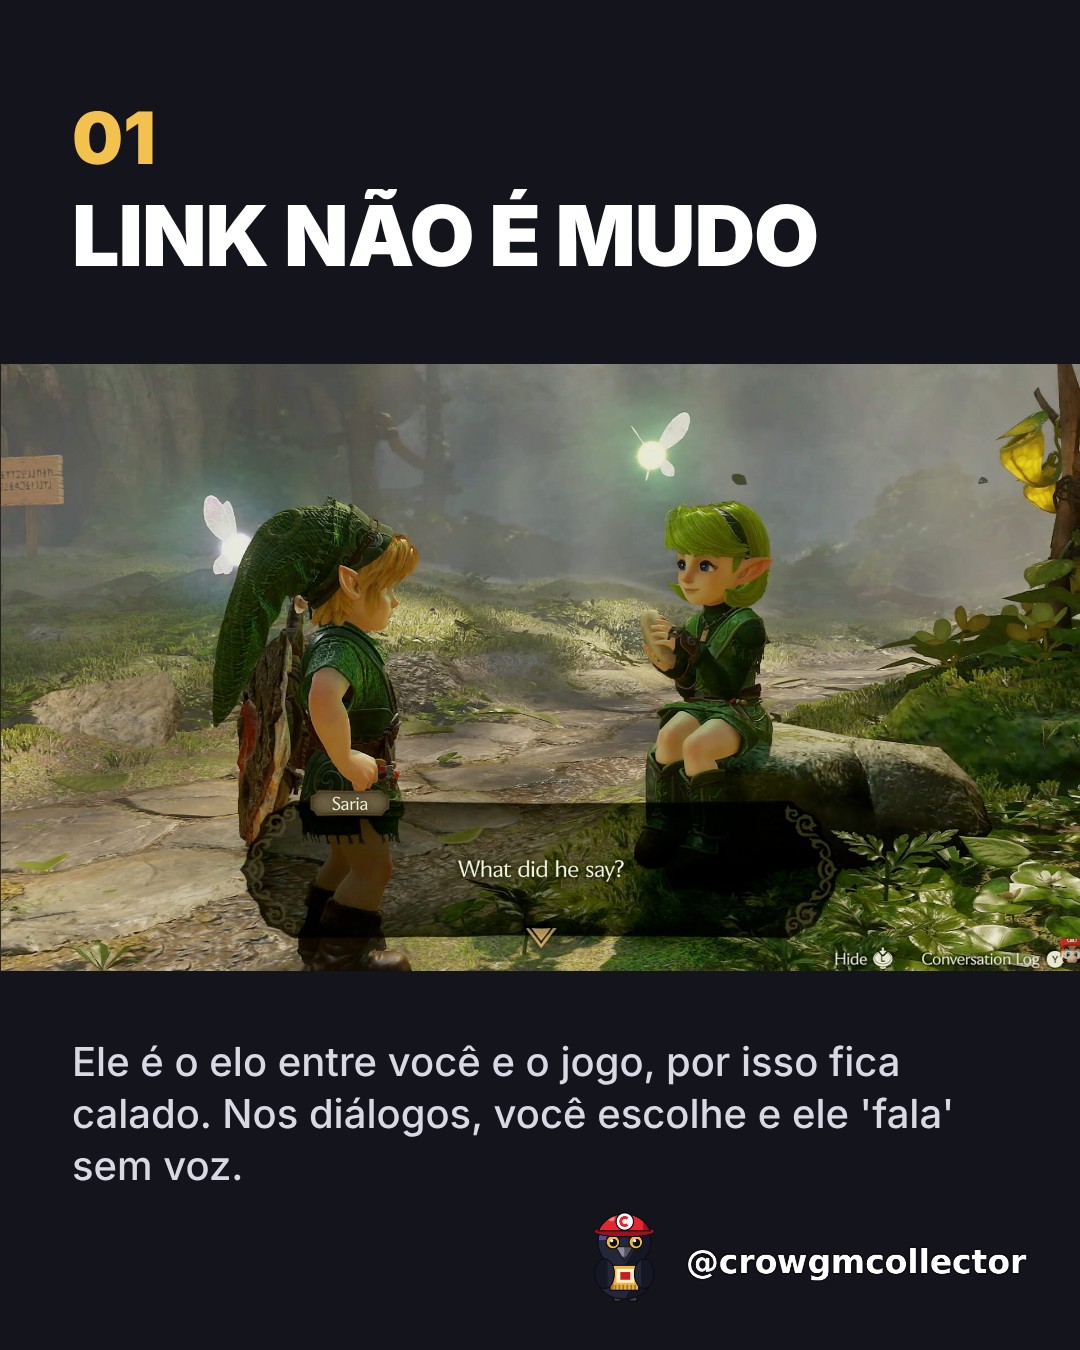 01
LINK NÃO É MUDO
Saria
What did he say?
Hide
Conversation Log Y
Ele é o elo entre você e o jogo, por isso fica
calado. Nos diálogos, você escolhe e ele 'fala'
sem voz.
C
@crowgmcollector